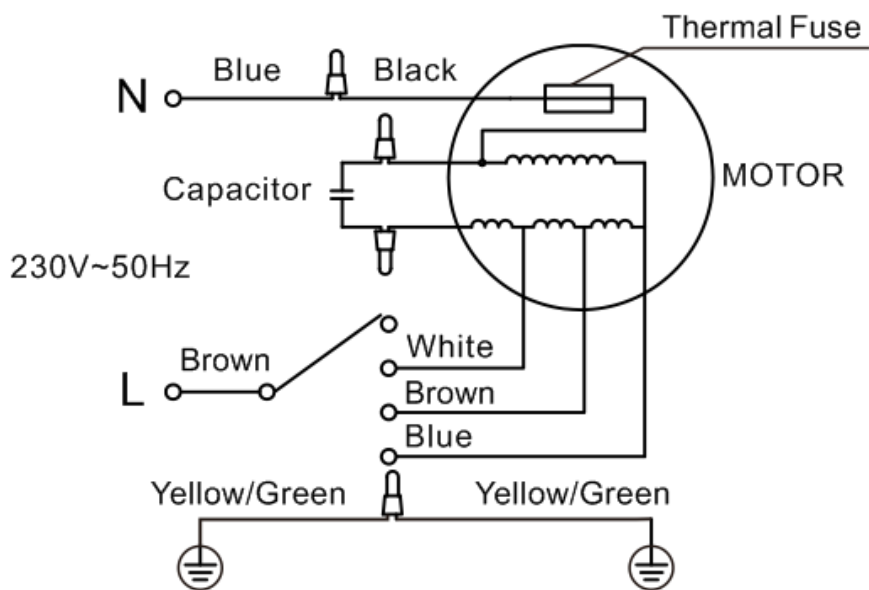 Thermal Fuse
Blue
Black
N
Capacitor
MOTOR
230V~50Hz
White
Brown
L
Brown
Blue
Yellow/Green
Yellow/Green